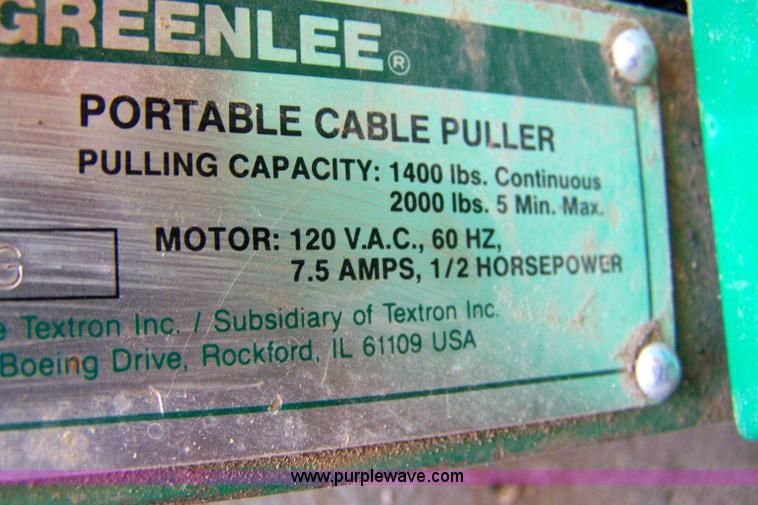 GREENLEE®
PORTABLE CABLE PULLER
PULLING CAPACITY: 1400 lbs. Continuous
2000 lbs. 5 Min. Max.
MOTOR: 120 V.A.C., 60 HZ,
7.5 AMPS, 1/2 HORSEPOWER
G
e Textron Inc. / Subsidiary of Textron Inc.
Boeing Drive, Rockford, IL 61109 USA
www.purplewave.com